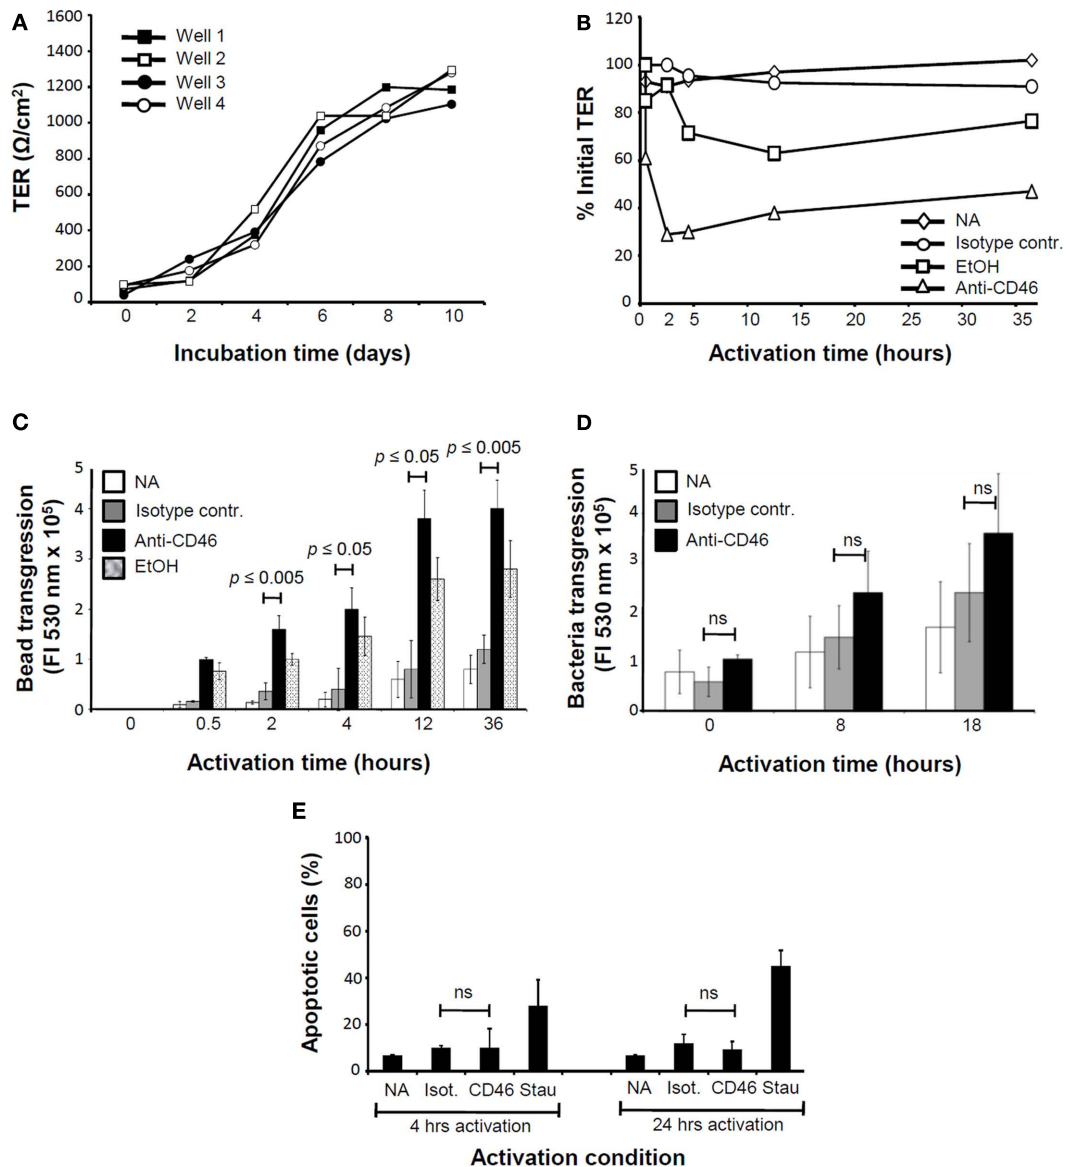 A
1600
1400
1200
1000
800
600
400
200
0
TER (Ω/cm²)
Well 1
Well 2
Well 3
Well 4
0 2 4 6 8 10
Incubation time (days)
B
120
100
80
60
40
20
0
% Initial TER
NA
Isotype contr.
EtOH
Anti-CD46
0 2 5 10 15 20 25 30 35
Activation time (hours)
C
5
4
3
2
1
0
Bead transgression
(FI 530 nm x 10⁵)
NA
Isotype contr.
Anti-CD46
EtOH
p ≤ 0.005
p ≤ 0.05
p ≤ 0.05
p ≤ 0.005
0 0.5 2 4 12 36
Activation time (hours)
D
5
4
3
2
1
0
Bacteria transgression
(FI 530 nm x 10⁵)
NA
Isotype contr.
Anti-CD46
ns
ns
ns
0 8 18
Activation time (hours)
E
100
80
60
40
20
0
Apoptotic cells (%)
ns
ns
NA Isot. CD46 Stau
NA Isot. CD46 Stau
4 hrs activation
24 hrs activation
Activation condition